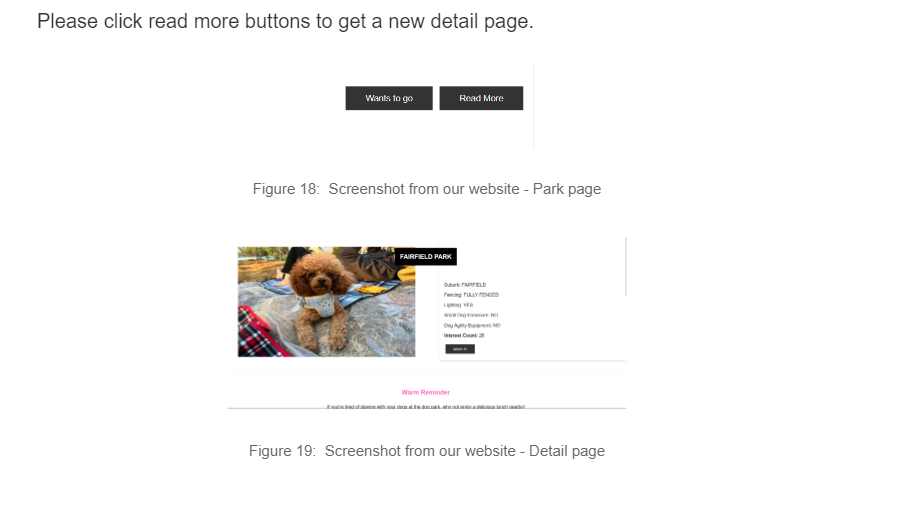 Please click read more buttons to get a new detail page.
Wants to go
Read More
Figure 18: Screenshot from our website - Park page
FAIRFIELD PARK
Suburb: FAIRFIELD
Fencing: FULLY FENCED
Lighting: YES
Small Dog Enclosure: NO
Dog Agility Equipment: NO
Interest Count: 28
Warm Reminder
If you're tired of playing with your dogs at the dog park, why not enjoy a delicious lunch nearby!
Figure 19: Screenshot from our website - Detail page